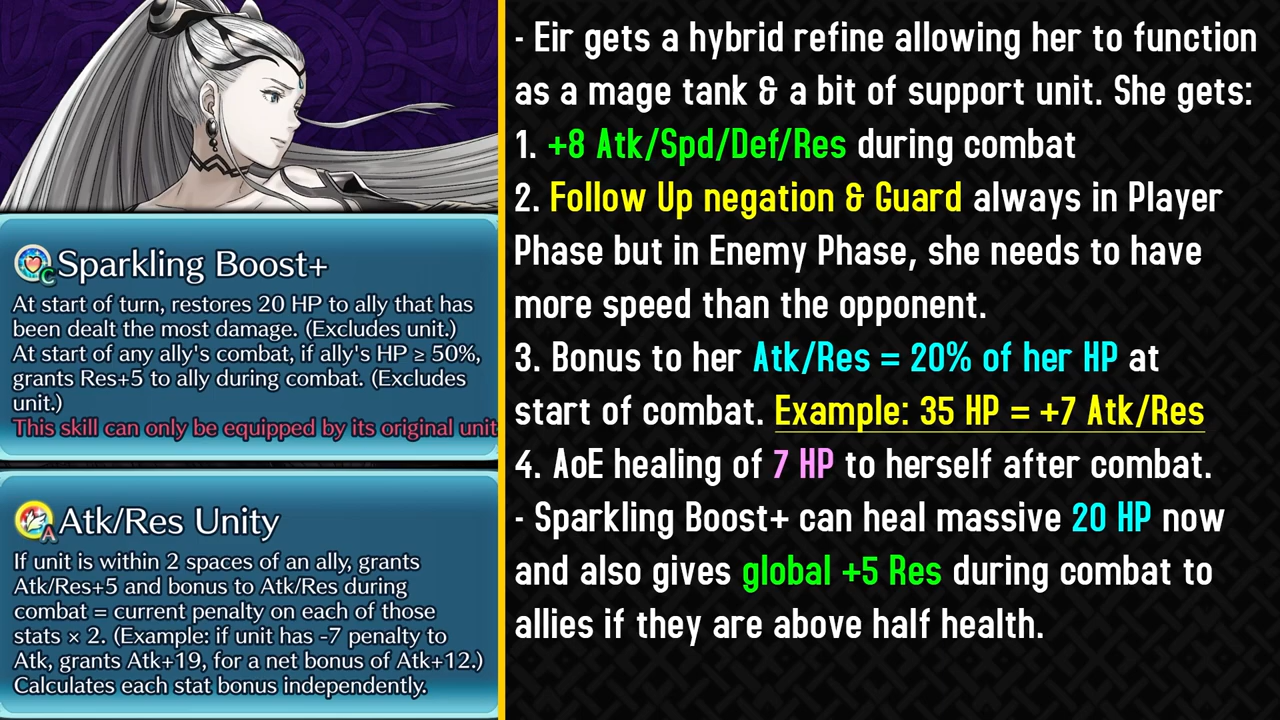 Sparkling Boost+
At start of turn, restores 20 HP to ally that has
been dealt the most damage. (Excludes unit.)
At start of any ally's combat, if ally's HP ≥ 50%,
grants Res+5 to ally during combat. (Excludes
unit.)
This skill can only be equipped by its original unit
Atk/Res Unity
If unit is within 2 spaces of an ally, grants
Atk/Res+5 and bonus to Atk/Res during
combat = current penalty on each of those
stats × 2. (Example: if unit has -7 penalty to
Atk, grants Atk+19, for a net bonus of Atk+12.)
Calculates each stat bonus independently.
- Eir gets a hybrid refine allowing her to function
as a mage tank & a bit of support unit. She gets:
1. +8 Atk/Spd/Def/Res during combat
2. Follow Up negation & Guard always in Player
Phase but in Enemy Phase, she needs to have
more speed than the opponent.
3. Bonus to her Atk/Res = 20% of her HP at
start of combat. Example: 35 HP = +7 Atk/Res
4. AoE healing of 7 HP to herself after combat.
- Sparkling Boost+ can heal massive 20 HP now
and also gives global +5 Res during combat to
allies if they are above half health.